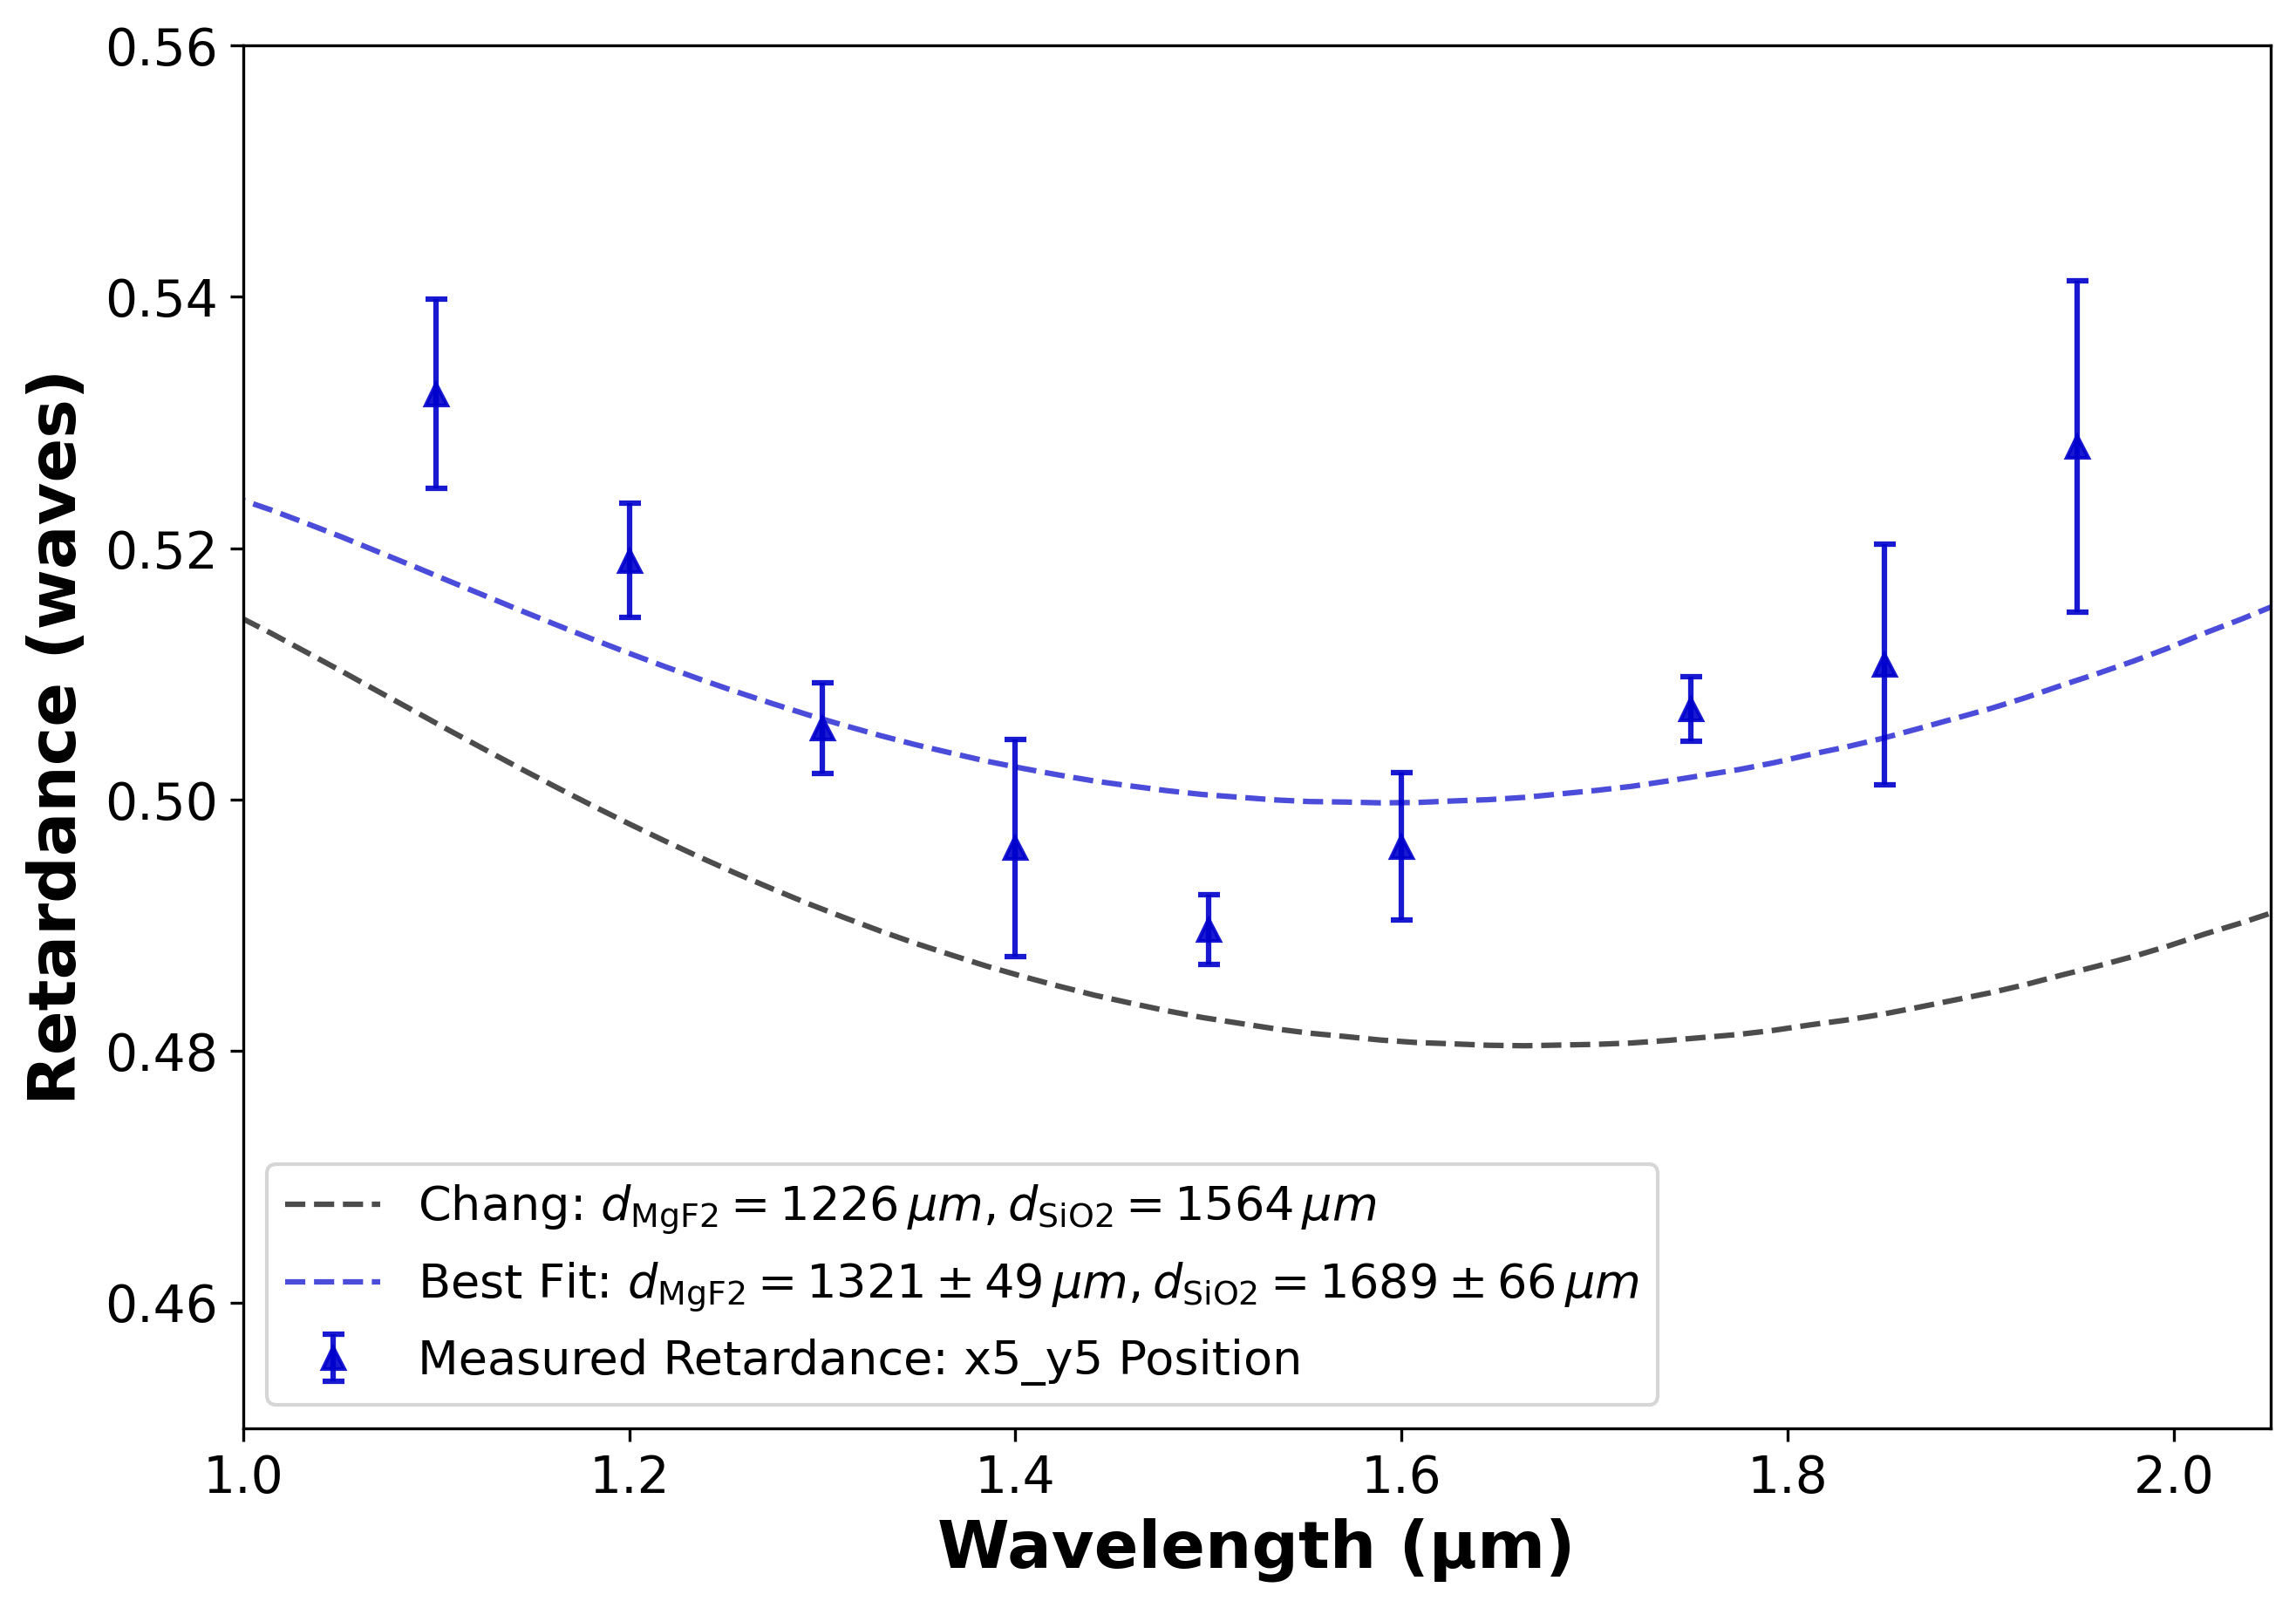 0.56
0.54
0.52
0.50
0.48
0.46
Retardance (waves)
Chang: d_MgF2 = 1226 μm, d_SiO2 = 1564 μm
Best Fit: d_MgF2 = 1321 ± 49 μm, d_SiO2 = 1689 ± 66 μm
Measured Retardance: x5_y5 Position
1.0 1.2 1.4 1.6 1.8 2.0
Wavelength (μm)